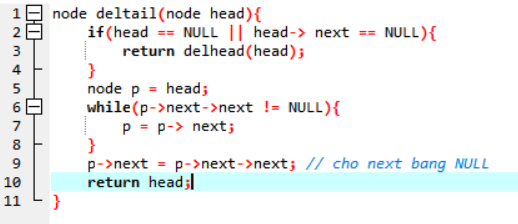 1 node deltail(node head){
2 if(head == NULL || head-> next == NULL){
3 return delhead(head);
4 }
5 node p = head;
6 while(p->next->next != NULL){
7 p = p-> next;
8 }
9 p->next = p->next->next; // cho next bang NULL
10 return head;
11 }